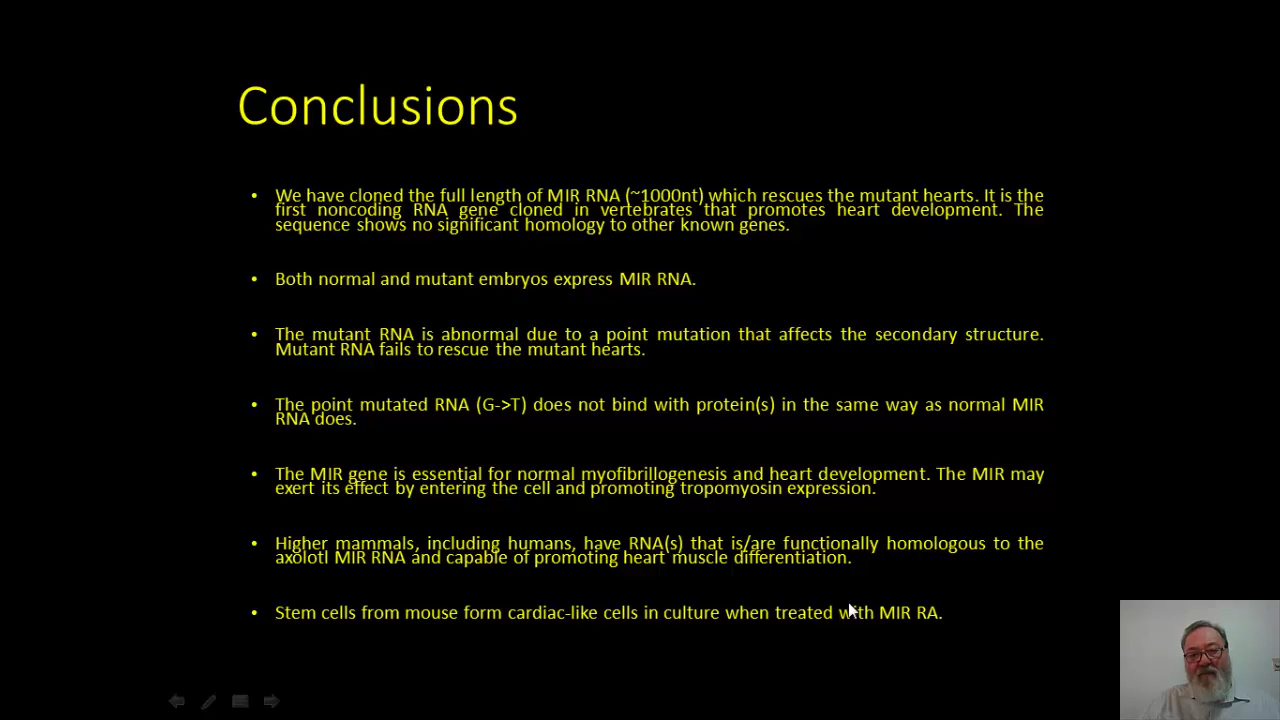 Conclusions
• We have cloned the full length of MIR RNA (~1000nt) which rescues the mutant hearts. It is the
first noncoding RNA gene cloned in vertebrates that promotes heart development. The
sequence shows no significant homology to other known genes.
• Both normal and mutant embryos express MIR RNA.
• The mutant RNA is abnormal due to a point mutation that affects the secondary structure.
Mutant RNA fails to rescue the mutant hearts.
• The point mutated RNA (G->T) does not bind with protein(s) in the same way as normal MIR
RNA does.
• The MIR gene is essential for normal myofibrillogenesis and heart development. The MIR may
exert its effect by entering the cell and promoting tropomyosin expression.
• Higher mammals, including humans, have RNA(s) that is/are functionally homologous to the
axolotl MIR RNA and capable of promoting heart muscle differentiation.
• Stem cells from mouse form cardiac-like cells in culture when treated with MIR RA.